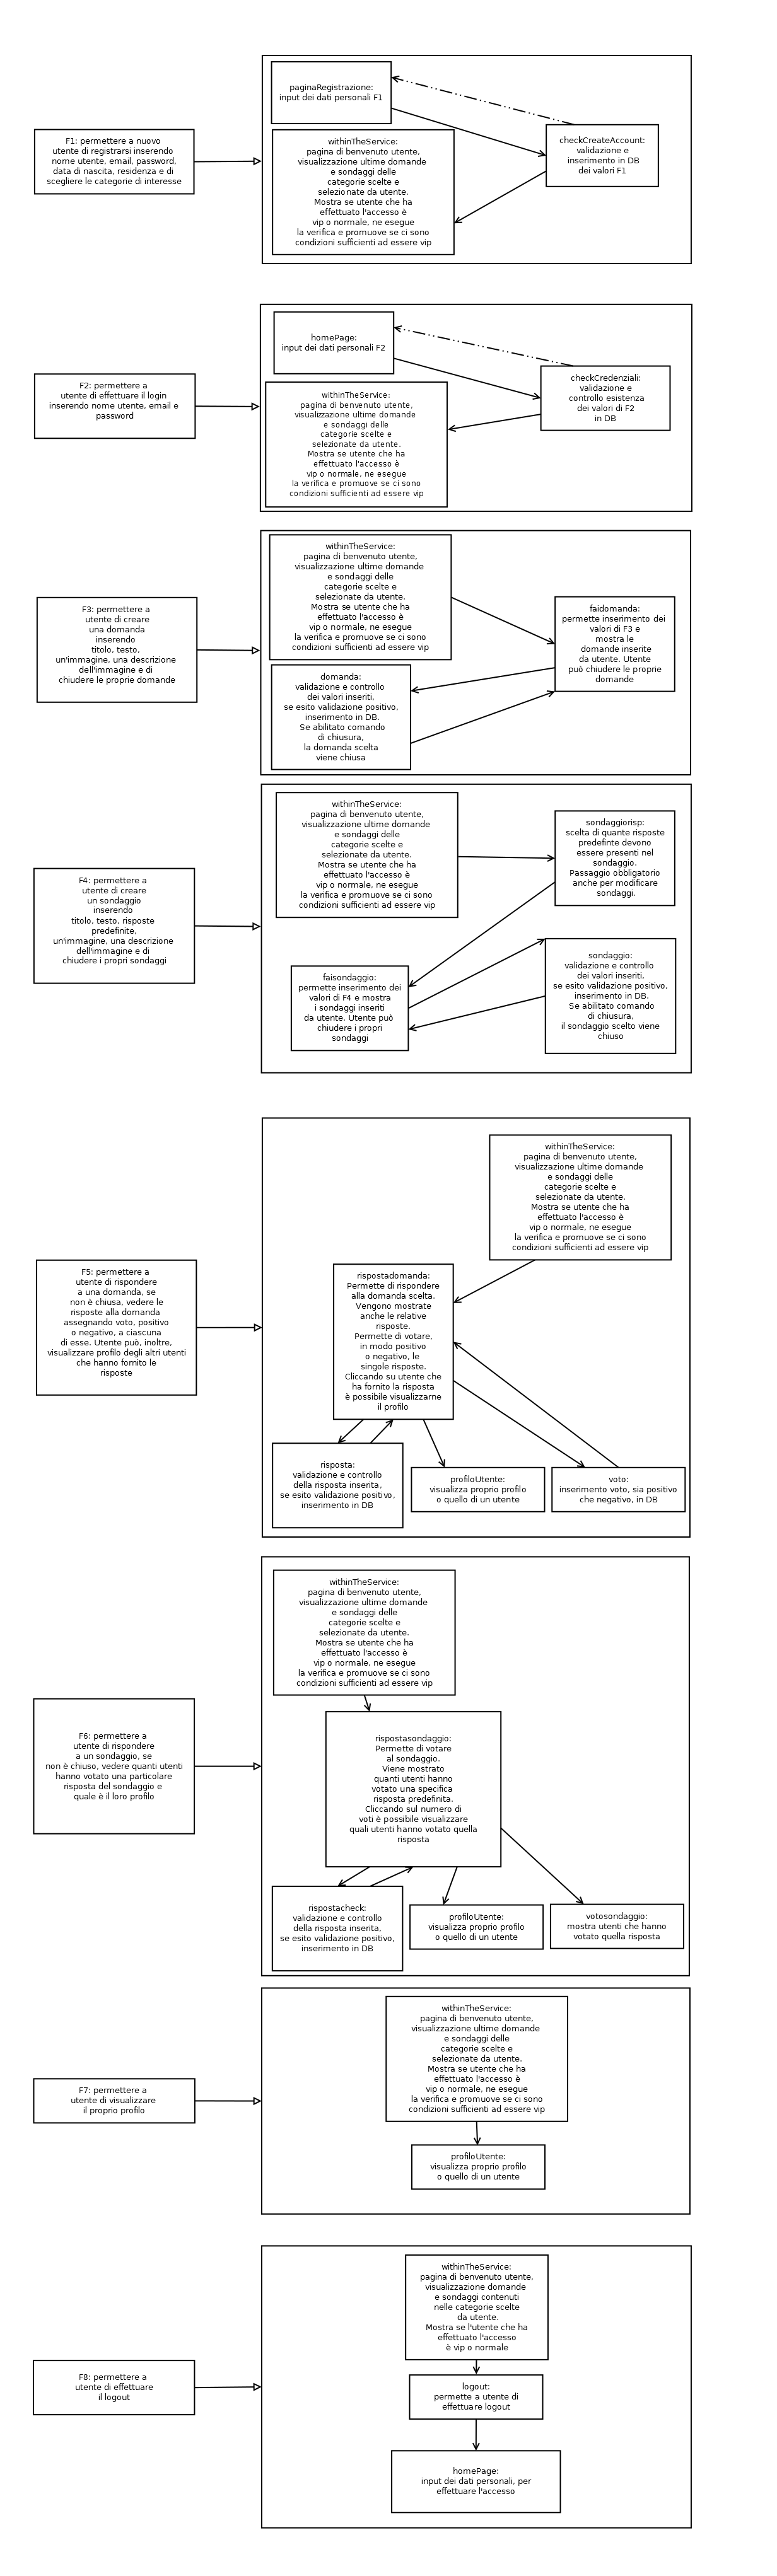 F1: permettere a nuovo
utente di registrarsi inserendo
nome utente, email, password,
data di nascita, residenza e di
scegliere le categorie di interesse
paginaRegistrazione:
input dei dati personali F1
withinTheService:
pagina di benvenuto utente,
visualizzazione ultime domande
e sondaggi delle
categorie scelte e
selezionate da utente.
Mostra se utente che ha
effettuato l'accesso è
vip o normale, ne esegue
la verifica e promuove se ci sono
condizioni sufficienti ad essere vip
checkCreateAccount:
validazione e
inserimento in DB
dei valori F1
F2: permettere a
utente di effettuare il login
inserendo nome utente, email e
password
homePage:
input dei dati personali F2
withinTheService:
pagina di benvenuto utente,
visualizzazione ultime domande
e sondaggi delle
categorie scelte e
selezionate da utente.
Mostra se utente che ha
effettuato l'accesso è
vip o normale, ne esegue
la verifica e promuove se ci sono
condizioni sufficienti ad essere vip
checkCredenziali:
validazione e
controllo esistenza
dei valori di F2
in DB
F3: permettere a
utente di creare
una domanda
inserendo
titolo, testo,
un'immagine, una descrizione
dell'immagine e di
chiudere le proprie domande
withinTheService:
pagina di benvenuto utente,
visualizzazione ultime domande
e sondaggi delle
categorie scelte e
selezionate da utente.
Mostra se utente che ha
effettuato l'accesso è
vip o normale, ne esegue
la verifica e promuove se ci sono
condizioni sufficienti ad essere vip
domanda:
validazione e controllo
dei valori inseriti,
se esito validazione positivo,
inserimento in DB.
Se abilitato comando
di chiusura,
la domanda scelta
viene chiusa
faidomanda:
permette inserimento dei
valori di F3 e
mostra le
domande inserite
da utente. Utente
può chiudere le proprie
domande
F4: permettere a
utente di creare
un sondaggio
inserendo
titolo, testo, risposte
predefinite,
un'immagine, una descrizione
dell'immagine e di
chiudere i propri sondaggi
withinTheService:
pagina di benvenuto utente,
visualizzazione ultime domande
e sondaggi delle
categorie scelte e
selezionate da utente.
Mostra se utente che ha
effettuato l'accesso è
vip o normale, ne esegue
la verifica e promuove se ci sono
condizioni sufficienti ad essere vip
sondaggiorisp:
scelta di quante risposte
predefinte devono
essere presenti nel
sondaggio.
Passaggio obbligatorio
anche per modificare
sondaggi.
faisondaggio:
permette inserimento dei
valori di F4 e mostra
i sondaggi inseriti
da utente. Utente può
chiudere i propri
sondaggi
sondaggio:
validazione e controllo
dei valori inseriti,
se esito validazione positivo,
inserimento in DB.
Se abilitato comando
di chiusura,
il sondaggio scelto viene
chiuso
F5: permettere a
utente di rispondere
a una domanda, se
non è chiusa, vedere le
risposte alla domanda
assegnando voto, positivo
o negativo, a ciascuna
di esse. Utente può, inoltre,
visualizzare profilo degli altri utenti
che hanno fornito le
risposte
withinTheService:
pagina di benvenuto utente,
visualizzazione ultime domande
e sondaggi delle
categorie scelte e
selezionate da utente.
Mostra se utente che ha
effettuato l'accesso è
vip o normale, ne esegue
la verifica e promuove se ci sono
condizioni sufficienti ad essere vip
rispostadomanda:
Permette di rispondere
alla domanda scelta.
Vengono mostrate
anche le relative
risposte.
Permette di votare,
in modo positivo
o negativo, le
singole risposte.
Cliccando su utente che
ha fornito la risposta
è possibile visualizzarne
il profilo
risposta:
validazione e controllo
della risposta inserita,
se esito validazione positivo,
inserimento in DB
profiloUtente:
visualizza proprio profilo
o quello di un utente
voto:
inserimento voto, sia positivo
che negativo, in DB
F6: permettere a
utente di rispondere
a un sondaggio, se
non è chiuso, vedere quanti utenti
hanno votato una particolare
risposta del sondaggio e
quale è il loro profilo
withinTheService:
pagina di benvenuto utente,
visualizzazione ultime domande
e sondaggi delle
categorie scelte e
selezionate da utente.
Mostra se utente che ha
effettuato l'accesso è
vip o normale, ne esegue
la verifica e promuove se ci sono
condizioni sufficienti ad essere vip
rispostasondaggio:
Permette di votare
al sondaggio.
Viene mostrato
quanti utenti hanno
votato una specifica
risposta predefinita.
Cliccando sul numero di
voti è possibile visualizzare
quali utenti hanno votato quella
risposta
rispostacheck:
validazione e controllo
della risposta inserita,
se esito validazione positivo,
inserimento in DB
profiloUtente:
visualizza proprio profilo
o quello di un utente
votosondaggio:
mostra utenti che hanno
votato quella risposta
F7: permettere a
utente di visualizzare
il proprio profilo
withinTheService:
pagina di benvenuto utente,
visualizzazione ultime domande
e sondaggi delle
categorie scelte e
selezionate da utente.
Mostra se utente che ha
effettuato l'accesso è
vip o normale, ne esegue
la verifica e promuove se ci sono
condizioni sufficienti ad essere vip
profiloUtente:
visualizza proprio profilo
o quello di un utente
F8: permettere a
utente di effettuare
il logout
withinTheService:
pagina di benvenuto utente,
visualizzazione domande
e sondaggi contenuti
nelle categorie scelte
da utente.
Mostra se l'utente che ha
effettuato l'accesso
è vip o normale
logout:
permette a utente di
effettuare logout
homePage:
input dei dati personali, per
effettuare l'accesso